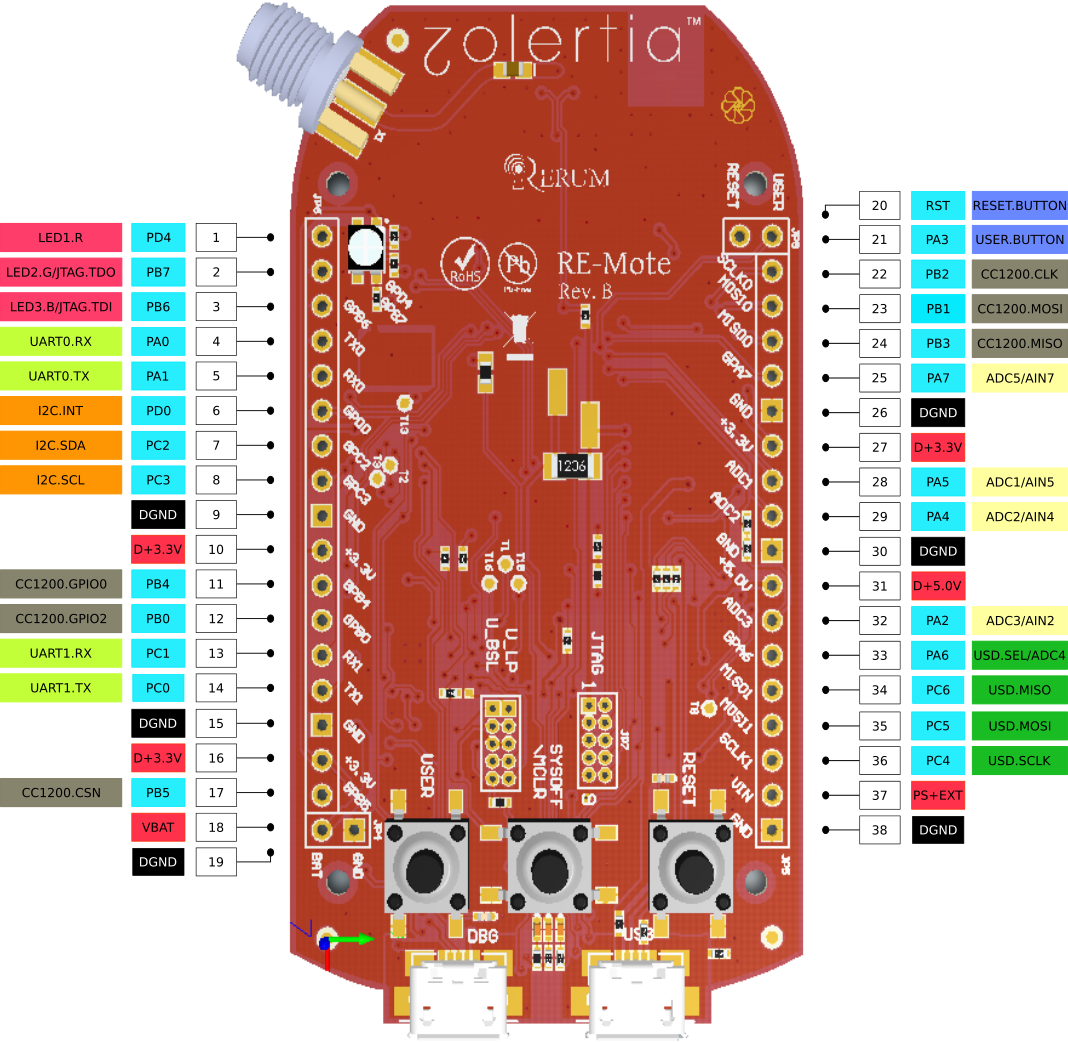 zolertia™
RERUM
RoHS
Pb
Pb-free
RE-Mote
Rev. B
RESET
USER
JP6
JP8
LED1.R PD4 1
LED2.G/JTAG.TDO PB7 2
LED3.B/JTAG.TDI PB6 3
UART0.RX PA0 4
UART0.TX PA1 5
I2C.INT PD0 6
I2C.SDA PC2 7
I2C.SCL PC3 8
DGND 9
D+3.3V 10
CC1200.GPIO0 PB4 11
CC1200.GPIO2 PB0 12
UART1.RX PC1 13
UART1.TX PC0 14
DGND 15
D+3.3V 16
CC1200.CSN PB5 17
VBAT 18
DGND 19
GPD4
GPB7
GPB6
TX0
RX0
GPD0
GPC2
GPC3
GND
+3.3V
GPB4
GPB0
RX1
TX1
GND
+3.3V
GPB5
JP4
BAT
GND
T13
T3
T2
1206
T1
T16
T15
U_BSL
U_LP
JTAG
1
JP7
9
T8
USER
SYSOFF
\MCLR
RESET
DBG
USB
SCLK0
MOSI0
MISO0
GPA7
GND
+3.3V
ADC1
ADC2
GND
+5.0V
ADC3
GPA6
MISO1
MOSI1
SCLK1
VIN
GND
JP5
20 RST RESET.BUTTON
21 PA3 USER.BUTTON
22 PB2 CC1200.CLK
23 PB1 CC1200.MOSI
24 PB3 CC1200.MISO
25 PA7 ADC5/AIN7
26 DGND
27 D+3.3V
28 PA5 ADC1/AIN5
29 PA4 ADC2/AIN4
30 DGND
31 D+5.0V
32 PA2 ADC3/AIN2
33 PA6 USD.SEL/ADC4
34 PC6 USD.MISO
35 PC5 USD.MOSI
36 PC4 USD.SCLK
37 PS+EXT
38 DGND